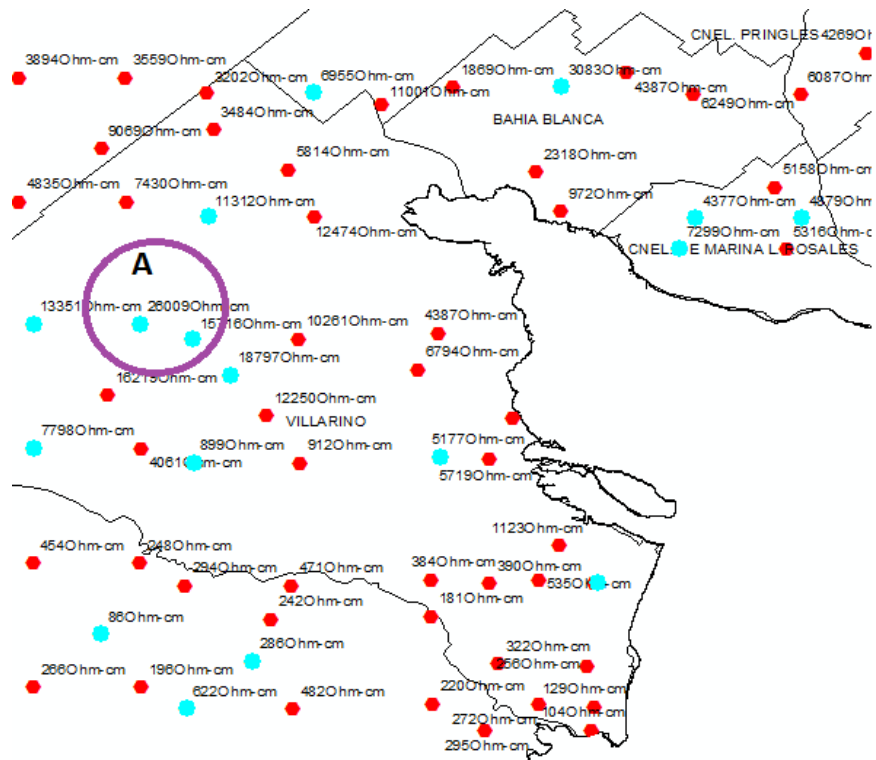 CNEL. PRINGLES 4269O
3894Ohm-cm 3559Ohm-cm
3202Ohm-cm 6955Ohm-cm 1869Ohm-cm 3083Ohm-cm
4387Ohm-cm 6087Oh
11001Ohm-cm 6249Ohm-cm
3484Ohm-cm BAHIA BLANCA
9069Ohm-cm
5814Ohm-cm 2318Ohm-cm 5158Ohm-c
4835Ohm-cm 7430Ohm-cm
11312Ohm-cm 972Ohm-cm 4377Ohm-cm 4879Ohm-c
12474Ohm-cm 7299Ohm-cm 5316Ohm-c
CNEL. E MARINA L. ROSALES
A
13351Ohm-cm 26009Ohm-cm
15716Ohm-cm 10261Ohm-cm 4387Ohm-cm
18797Ohm-cm 6794Ohm-cm
16219Ohm-cm
12250Ohm-cm
VILLARINO
7798Ohm-cm 899Ohm-cm 912Ohm-cm 5177Ohm-cm
4061Ohm-cm 5719Ohm-cm
1123Ohm-cm
454Ohm-cm 248Ohm-cm
294Ohm-cm 471Ohm-cm 384Ohm-cm 390Ohm-cm
535Ohm-cm
242Ohm-cm 181Ohm-cm
86Ohm-cm
286Ohm-cm 322Ohm-cm
266Ohm-cm 196Ohm-cm 256Ohm-cm
622Ohm-cm 482Ohm-cm 220Ohm-cm 129Ohm-cm
272Ohm-cm 104Ohm-cm
295Ohm-cm